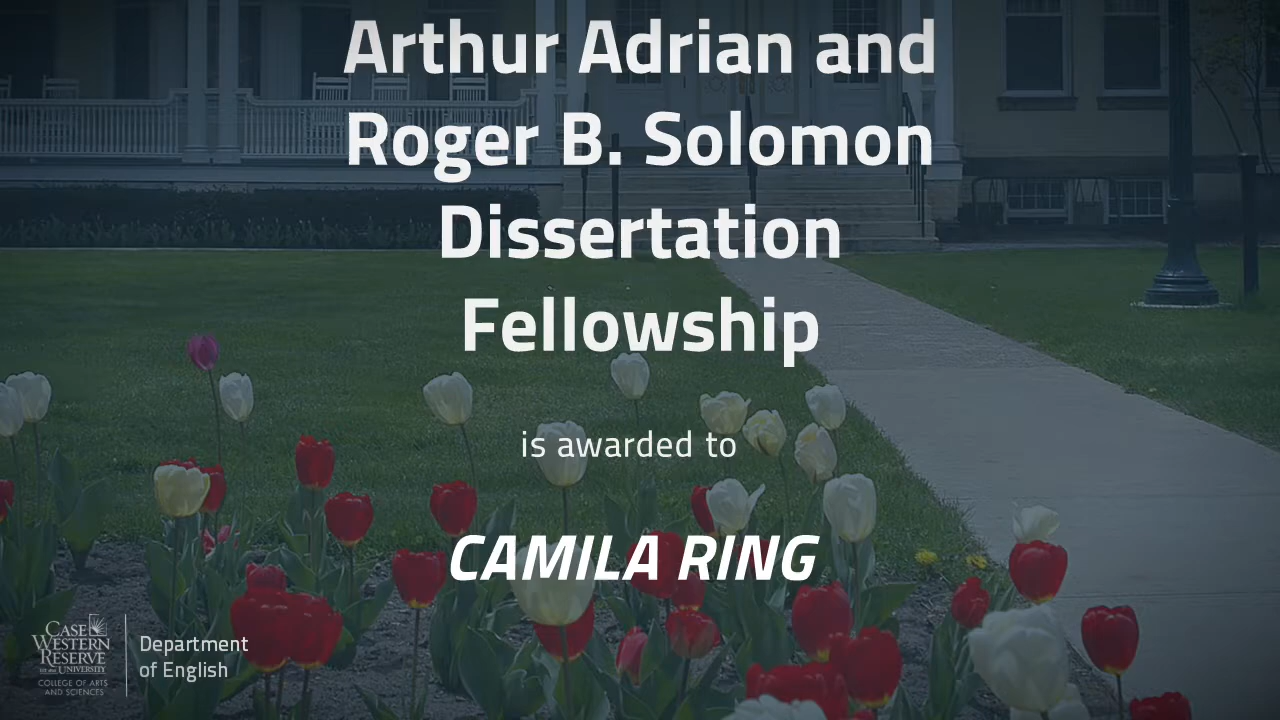 Arthur Adrian and
Roger B. Solomon
Dissertation
Fellowship
is awarded to
CAMILA RING
CASE
WESTERN
RESERVE
UNIVERSITY
COLLEGE OF ARTS
AND SCIENCES
Department
of English